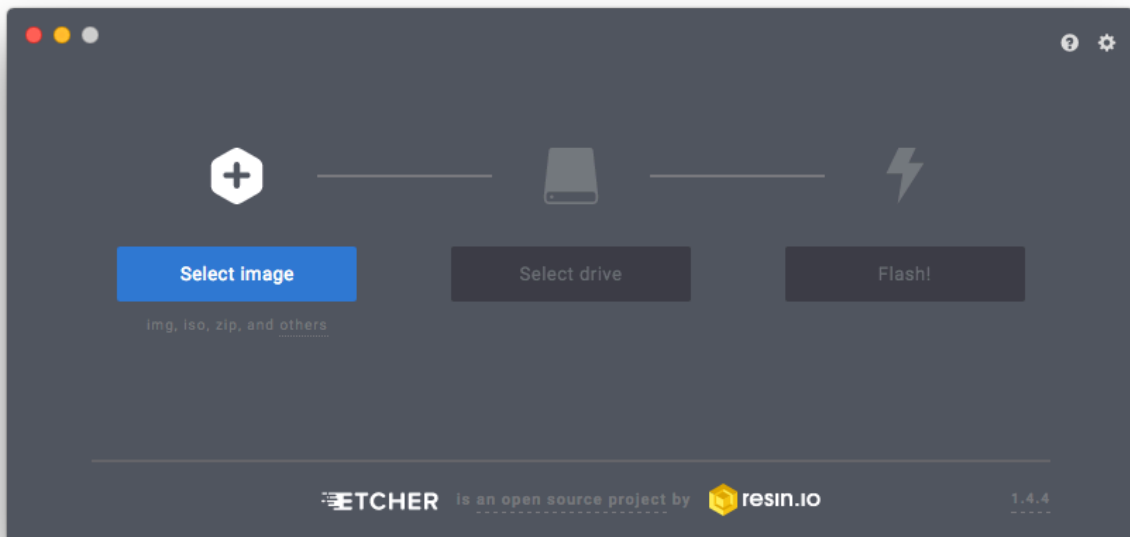 Select image
Select drive
Flash!
img, iso, zip, and others
ETCHER is an open source project by resin.io
1.4.4